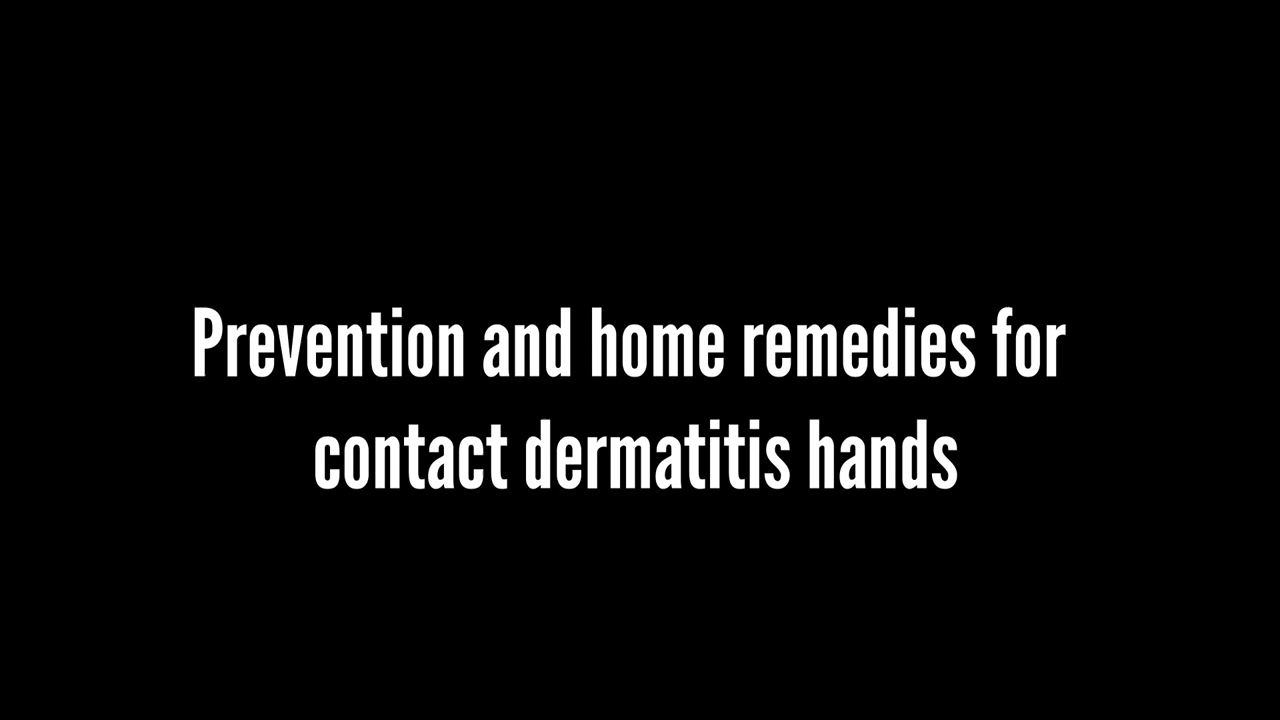 Prevention and home remedies for
contact dermatitis hands